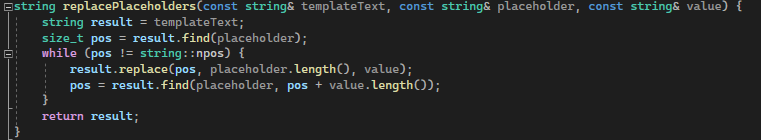 string replacePlaceholders(const string& templateText, const string& placeholder, const string& value) {
    string result = templateText;
    size_t pos = result.find(placeholder);
    while (pos != string::npos) {
        result.replace(pos, placeholder.length(), value);
        pos = result.find(placeholder, pos + value.length());
    }
    return result;
}